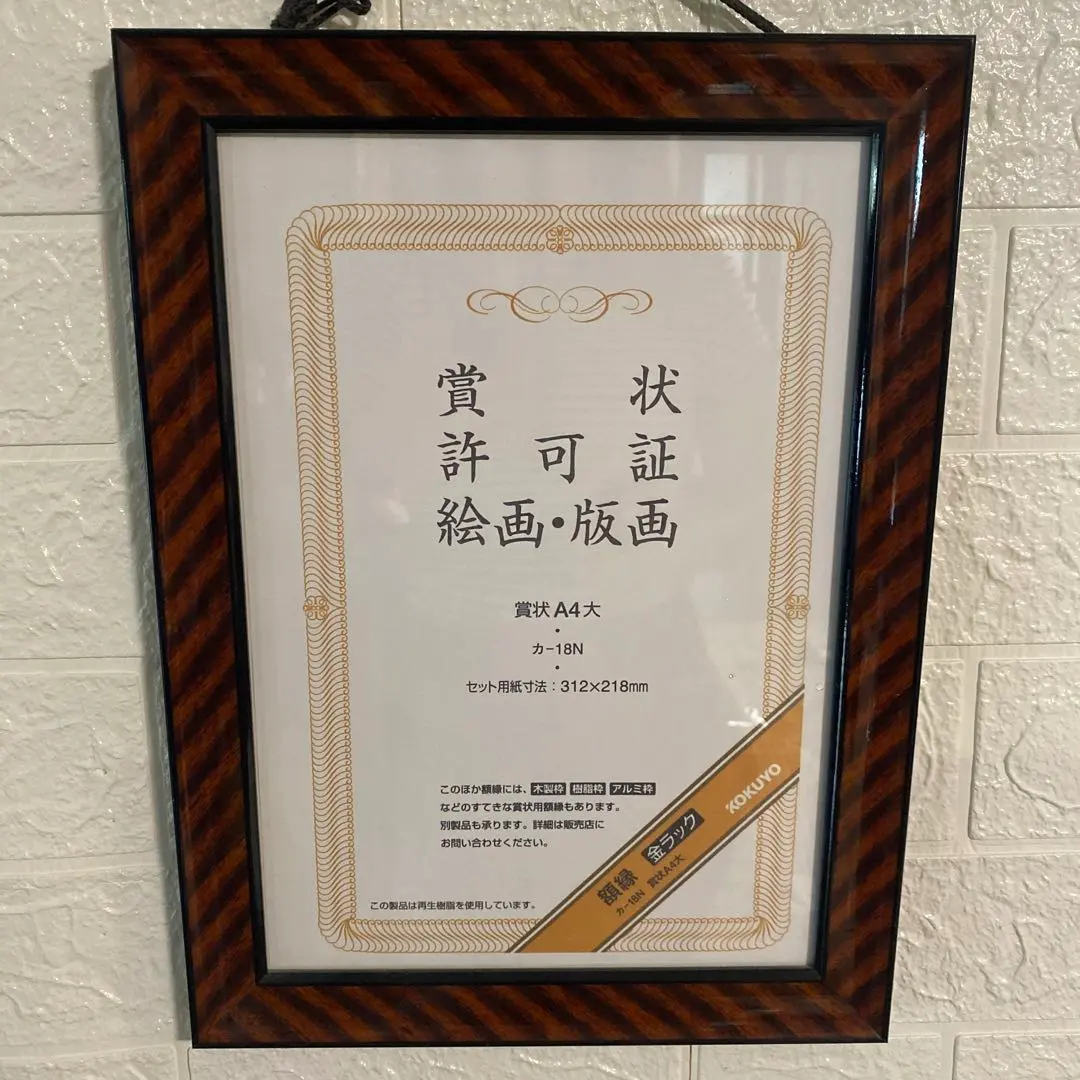 賞状
許可証
絵画・版画
賞状A4大
・
カ-18N
・
セット用紙寸法：312×218mm
このほか額縁には、木製枠 樹脂枠 アルミ枠
などのすてきな賞状用額縁もあります。
別製品も承ります。詳細は販売店に
お問い合わせください。
この製品は再生樹脂を使用しています。
額縁 金ラック
カ-18N 賞状A4大
KOKUYO